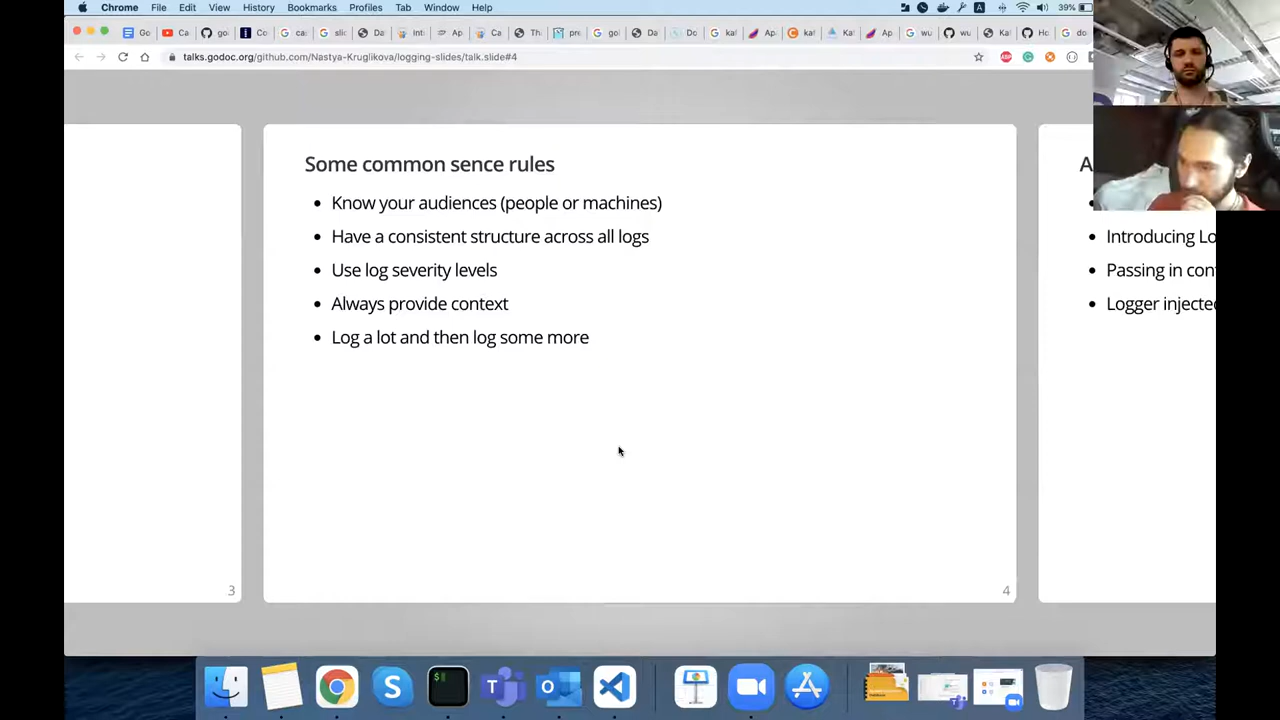 Chrome File Edit View History Bookmarks Profiles Tab Window Help 39%
talks.godoc.org/github.com/Nastya-Kruglikova/logging-slides/talk.slide#4
Some common sence rules
Know your audiences (people or machines)
Have a consistent structure across all logs
Use log severity levels
Always provide context
Log a lot and then log some more
3
4
A
Introducing Lo
Passing in con
Logger injected